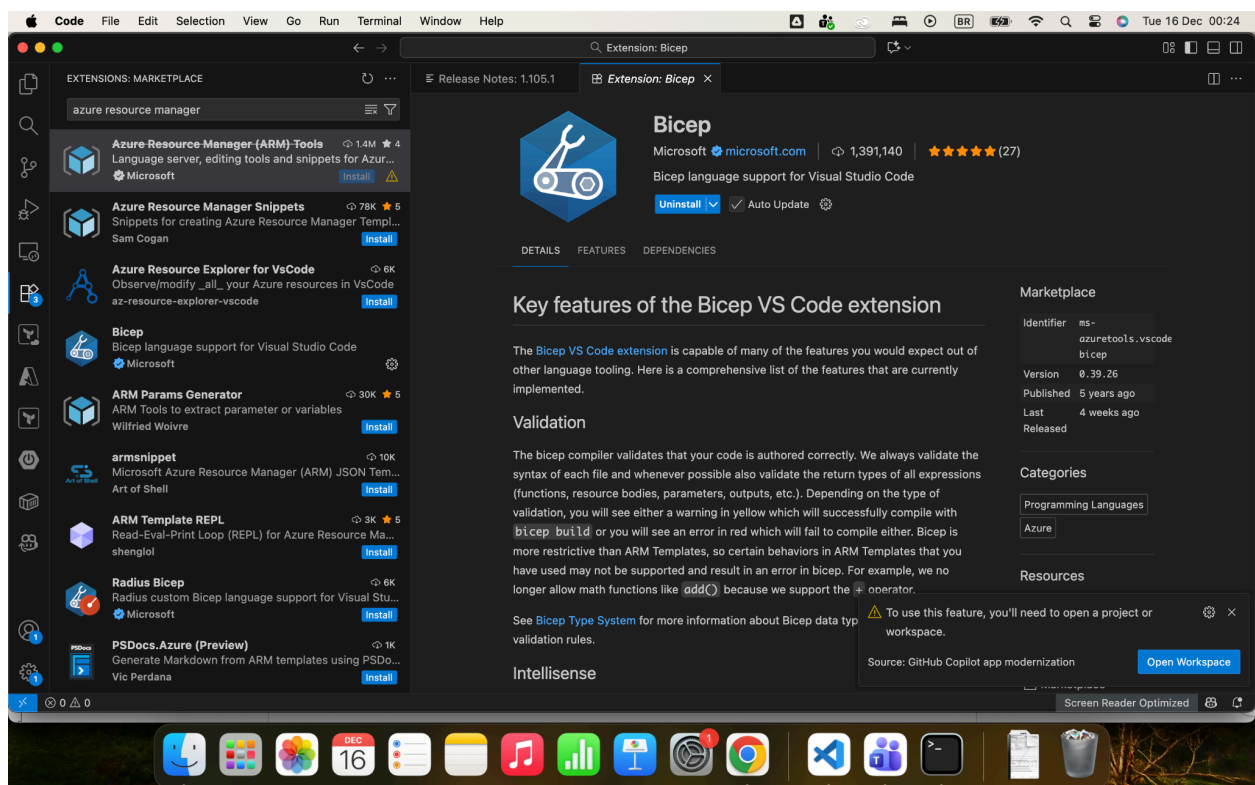 Code File Edit Selection View Go Run Terminal Window Help BR Tue 16 Dec 00:24
Extension: Bicep
EXTENSIONS: MARKETPLACE
azure resource manager
Azure Resource Manager (ARM) Tools 1.4M 4
Language server, editing tools and snippets for Azur...
Microsoft Install
Azure Resource Manager Snippets 78K 5
Snippets for creating Azure Resource Manager Templ...
Sam Cogan Install
Azure Resource Explorer for VsCode 6K
Observe/modify _all_ your Azure resources in VsCode
az-resource-explorer-vscode Install
Bicep
Bicep language support for Visual Studio Code
Microsoft
ARM Params Generator 30K 5
ARM Tools to extract parameter or variables
Wilfried Woivre Install
armsnippet 10K
Microsoft Azure Resource Manager (ARM) JSON Tem...
Art of Shell
Art of Shell Install
ARM Template REPL 3K 5
Read-Eval-Print Loop (REPL) for Azure Resource Ma...
shenglol Install
Radius Bicep 6K
Radius custom Bicep language support for Visual Stu...
Microsoft Install
PSDocs
PSDocs.Azure (Preview) 1K
Generate Markdown from ARM templates using PSDo...
Vic Perdana Install
3
1
1
Release Notes: 1.105.1
Extension: Bicep
Bicep
Microsoft microsoft.com 1,391,140 (27)
Bicep language support for Visual Studio Code
Uninstall Auto Update
DETAILS FEATURES DEPENDENCIES
Key features of the Bicep VS Code extension
The Bicep VS Code extension is capable of many of the features you would expect out of
other language tooling. Here is a comprehensive list of the features that are currently
implemented.
Validation
The bicep compiler validates that your code is authored correctly. We always validate the
syntax of each file and whenever possible also validate the return types of all expressions
(functions, resource bodies, parameters, outputs, etc.). Depending on the type of
validation, you will see either a warning in yellow which will successfully compile with
bicep build or you will see an error in red which will fail to compile either. Bicep is
more restrictive than ARM Templates, so certain behaviors in ARM Templates that you
have used may not be supported and result in an error in bicep. For example, we no
longer allow math functions like add() because we support the + operator.
See Bicep Type System for more information about Bicep data typ
validation rules.
Intellisense
Marketplace
Identifier ms-
azuretools.vscode
bicep
Version 0.39.26
Published 5 years ago
Last 4 weeks ago
Released
Categories
Programming Languages
Azure
Resources
To use this feature, you'll need to open a project or
workspace.
Source: GitHub Copilot app modernization Open Workspace
0 0
Screen Reader Optimized
DEC
16
1